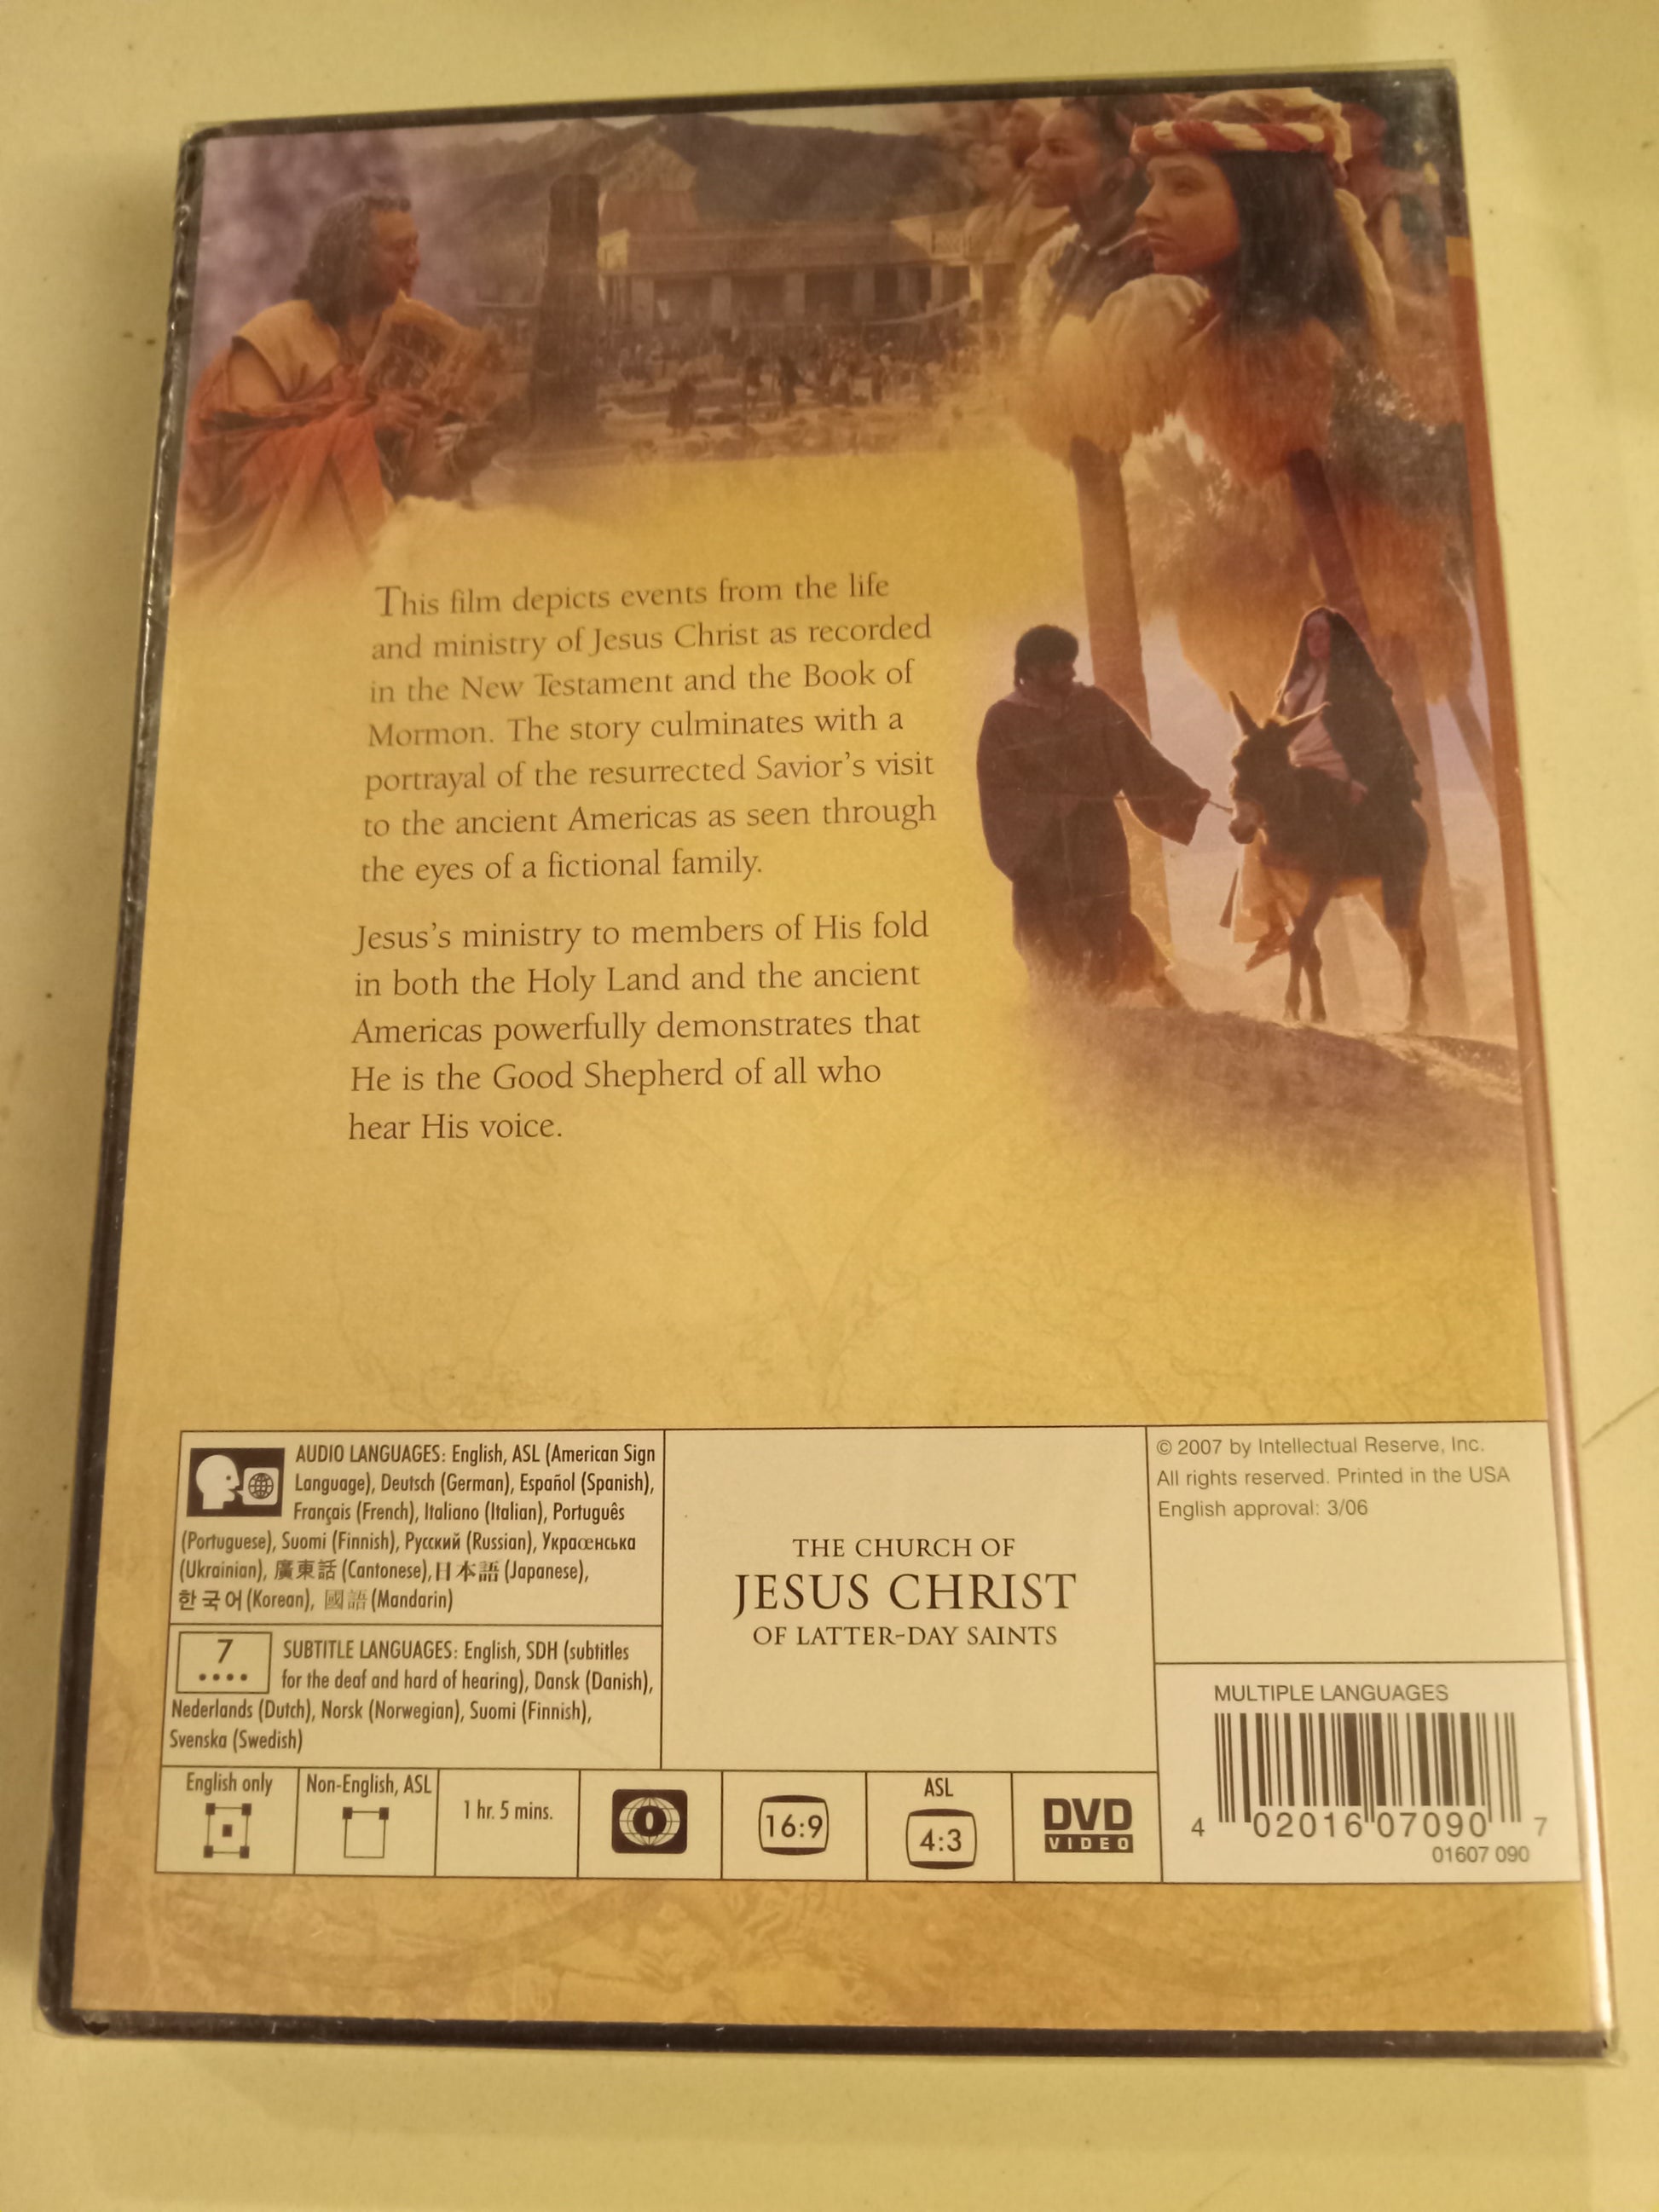 This film depicts events from the life
and ministry of Jesus Christ as recorded
in the New Testament and the Book of
Mormon. The story culminates with a
portrayal of the resurrected Savior's visit
to the ancient Americas as seen through
the eyes of a fictional family.
Jesus's ministry to members of His fold
in both the Holy Land and the ancient
Americas powerfully demonstrates that
He is the Good Shepherd of all who
hear His voice.
AUDIO LANGUAGES: English, ASL (American Sign
Language), Deutsch (German), Español (Spanish),
Français (French), Italiano (Italian), Português
(Portuguese), Suomi (Finnish), Русский (Russian), Украœнська
(Ukrainian), 廣東話 (Cantonese), 日本語 (Japanese),
한국어 (Korean), 國語 (Mandarin)
7
SUBTITLE LANGUAGES: English, SDH (subtitles
for the deaf and hard of hearing), Dansk (Danish),
Nederlands (Dutch), Norsk (Norwegian), Suomi (Finnish),
Svenska (Swedish)
English only
Non-English, ASL
1 hr. 5 mins.
0
16:9
ASL
4:3
DVD
VIDEO
THE CHURCH OF
JESUS CHRIST
OF LATTER-DAY SAINTS
© 2007 by Intellectual Reserve, Inc.
All rights reserved. Printed in the USA
English approval: 3/06
MULTIPLE LANGUAGES
4 02016 07090 7
01607 090